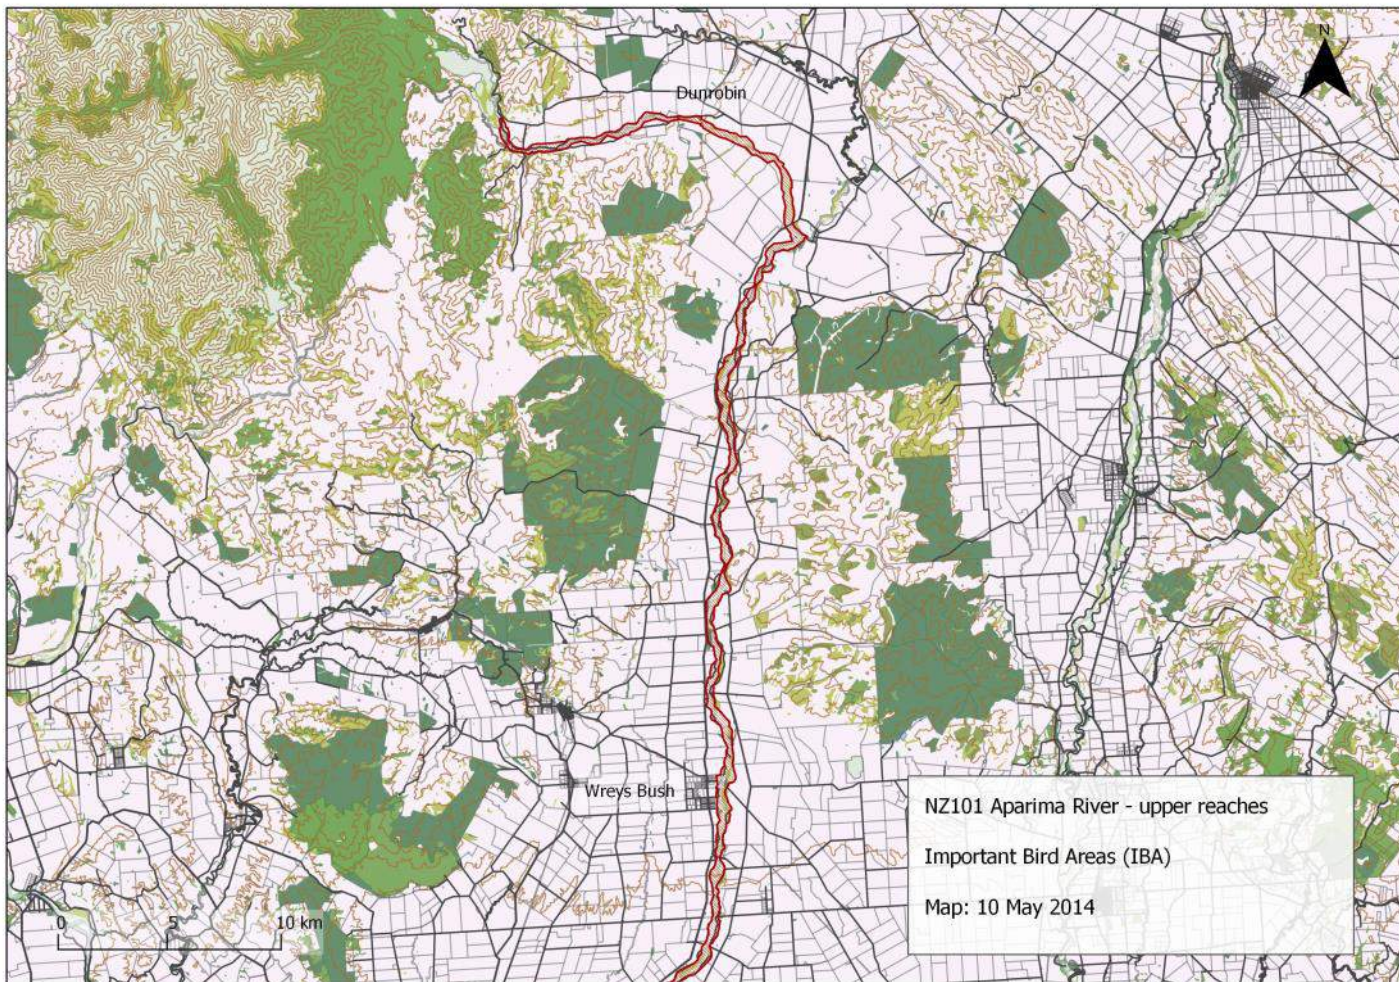 N
Dunrobin
Wreys Bush
NZ101 Aparima River - upper reaches
Important Bird Areas (IBA)
Map: 10 May 2014
0 5 10 km